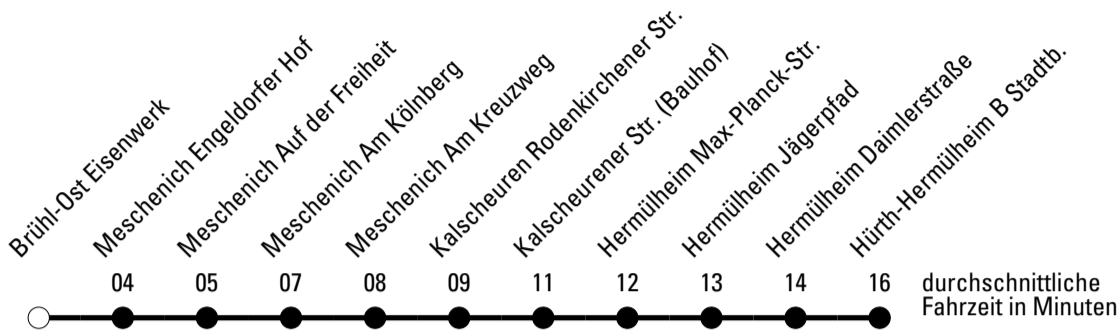 Brühl-Ost Eisenwerk
Meschenich Engeldorfer Hof
Meschenich Auf der Freiheit
Meschenich Am Kölnberg
Meschenich Am Kreuzweg
Kalscheuren Rodenkirchener Str.
Kalscheurener Str. (Bauhof)
Hermülheim Max-Planck-Str.
Hermülheim Jägerpfad
Hermülheim Daimlerstraße
Hürth-Hermülheim B Stadtb.
04 05 07 08 09 11 12 13 14 16 durchschnittliche
Fahrzeit in Minuten